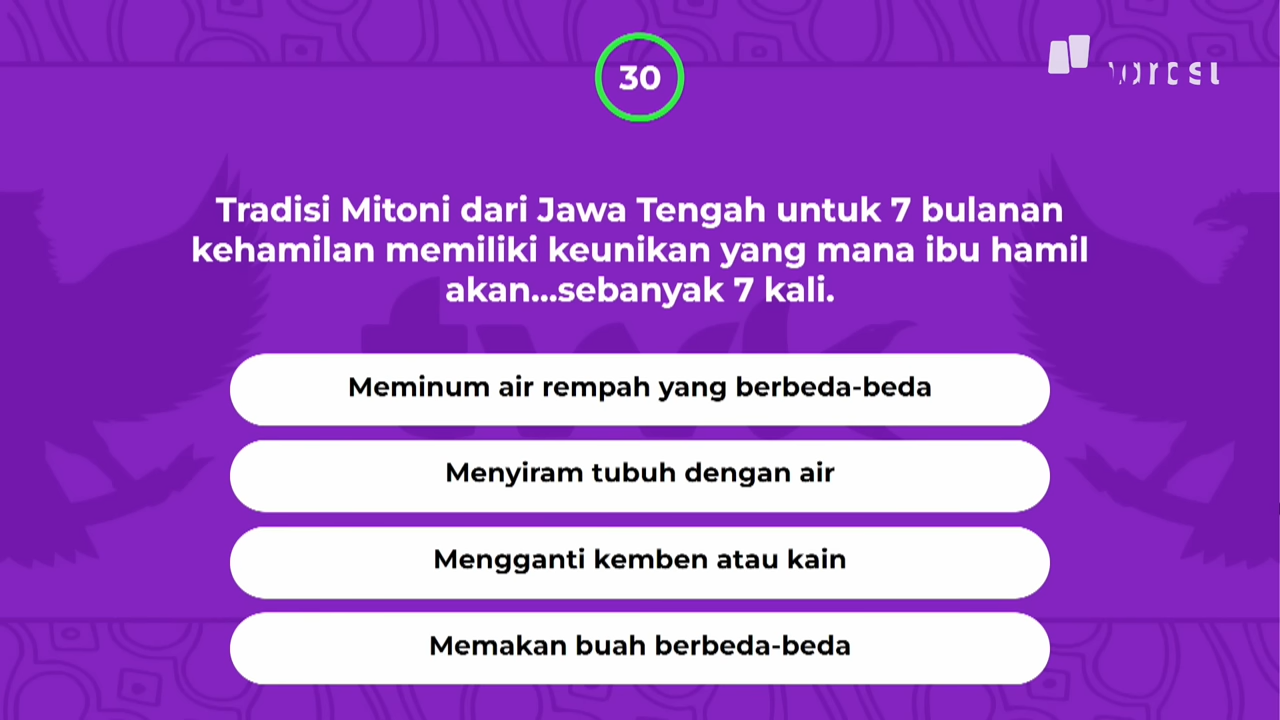 30
Tradisi Mitoni dari Jawa Tengah untuk 7 bulanan
kehamilan memiliki keunikan yang mana ibu hamil
akan...sebanyak 7 kali.
twk
Meminum air rempah yang berbeda-beda
Menyiram tubuh dengan air
Mengganti kemben atau kain
Memakan buah berbeda-beda